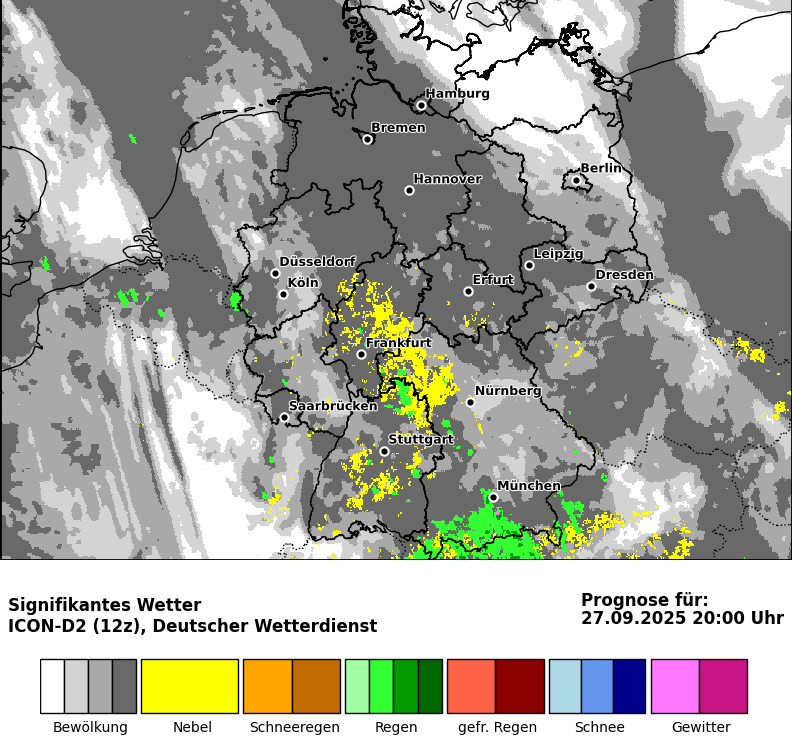 Hamburg
Bremen
Berlin
Hannover
Leipzig
Düsseldorf
Dresden
Erfurt
Köln
Frankfurt
Nürnberg
Saarbrücken
Stuttgart
München
Signifikantes Wetter
ICON-D2 (12z), Deutscher Wetterdienst
Prognose für:
27.09.2025 20:00 Uhr
Bewölkung Nebel Schneeregen Regen gefr. Regen Schnee Gewitter